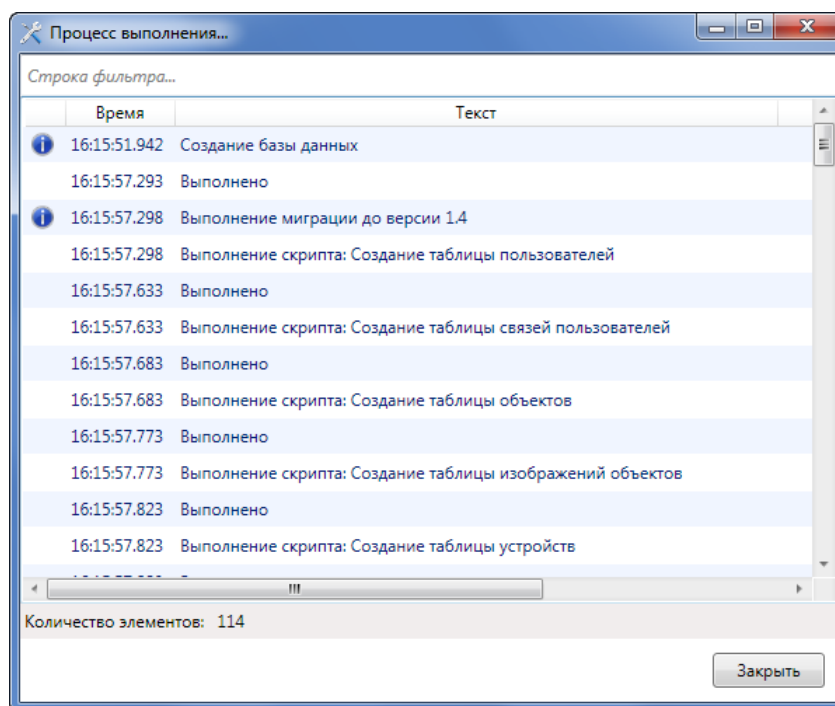 Процесс выполнения...
Строка фильтра...
Время Текст
16:15:51.942 Создание базы данных
16:15:57.293 Выполнено
16:15:57.298 Выполнение миграции до версии 1.4
16:15:57.298 Выполнение скрипта: Создание таблицы пользователей
16:15:57.633 Выполнено
16:15:57.633 Выполнение скрипта: Создание таблицы связей пользователей
16:15:57.683 Выполнено
16:15:57.683 Выполнение скрипта: Создание таблицы объектов
16:15:57.773 Выполнено
16:15:57.773 Выполнение скрипта: Создание таблицы изображений объектов
16:15:57.823 Выполнено
16:15:57.823 Выполнение скрипта: Создание таблицы устройств
Количество элементов: 114
Закрыть